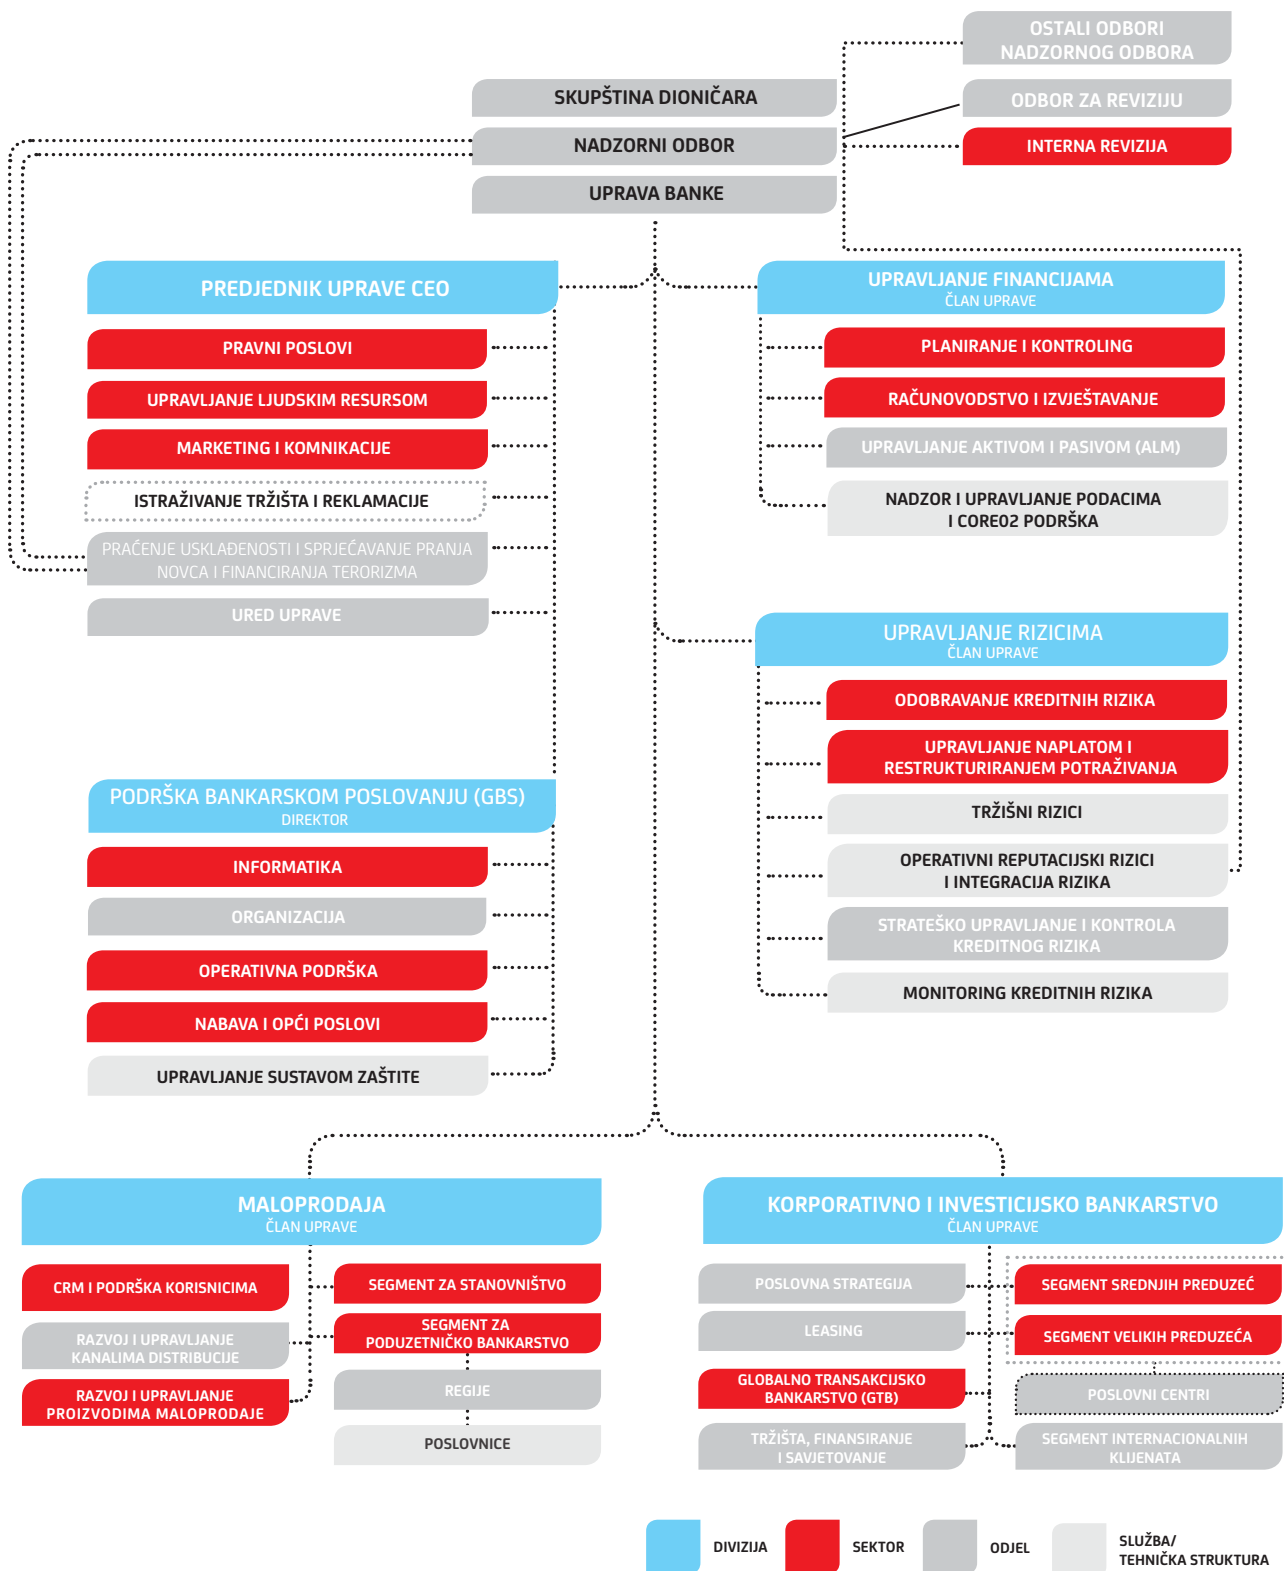 OSTALI ODBORI
NADZORNOG ODBORA
SKUPŠTINA DIONIČARA
ODBOR ZA REVIZIJU
NADZORNI ODBOR
INTERNA REVIZIJA
UPRAVA BANKE
PREDJEDNIK UPRAVE CEO
PRAVNI POSLOVI
UPRAVLJANJE LJUDSKIM RESURSOM
MARKETING I KOMNIKACIJE
ISTRAŽIVANJE TRŽIŠTA I REKLAMACIJE
PRAĆENJE USKLAĐENOSTI I SPRJEĆAVANJE PRANJA
NOVCA I FINANCIRANJA TERORIZMA
URED UPRAVE
UPRAVLJANJE FINANCIJAMA
ČLAN UPRAVE
PLANIRANJE I KONTROLING
RAČUNOVODSTVO I IZVJEŠTAVANJE
UPRAVLJANJE AKTIVOM I PASIVOM (ALM)
NADZOR I UPRAVLJANJE PODACIMA
I CORE02 PODRŠKA
UPRAVLJANJE RIZICIMA
ČLAN UPRAVE
ODOBRAVANJE KREDITNIH RIZIKA
UPRAVLJANJE NAPLATOM I
RESTRUKTURIRANJEM POTRAŽIVANJA
TRŽIŠNI RIZICI
OPERATIVNI REPUTACIJSKI RIZICI
I INTEGRACIJA RIZIKA
STRATEŠKO UPRAVLJANJE I KONTROLA
KREDITNOG RIZIKA
MONITORING KREDITNIH RIZIKA
PODRŠKA BANKARSKOM POSLOVANJU (GBS)
DIREKTOR
INFORMATIKA
ORGANIZACIJA
OPERATIVNA PODRŠKA
NABAVA I OPĆI POSLOVI
UPRAVLJANJE SUSTAVOM ZAŠTITE
MALOPRODAJA
ČLAN UPRAVE
CRM I PODRŠKA KORISNICIMA
RAZVOJ I UPRAVLJANJE
KANALIMA DISTRIBUCIJE
RAZVOJ I UPRAVLJANJE
PROIZVODIMA MALOPRODAJE
SEGMENT ZA STANOVNIŠTVO
SEGMENT ZA
PODUZETNIČKO BANKARSTVO
REGIJE
POSLOVNICE
KORPORATIVNO I INVESTICIJSKO BANKARSTVO
ČLAN UPRAVE
POSLOVNA STRATEGIJA
LEASING
GLOBALNO TRANSAKCIJSKO
BANKARSTVO (GTB)
TRŽIŠTA, FINANSIRANJE
I SAVJETOVANJE
SEGMENT SREDNJIH PREDUZEĆ
SEGMENT VELIKIH PREDUZEĆA
POSLOVNI CENTRI
SEGMENT INTERNACIONALNIH
KLIJENATA
DIVIZIJA
SEKTOR
ODJEL
SLUŽBA/
TEHNIČKA STRUKTURA